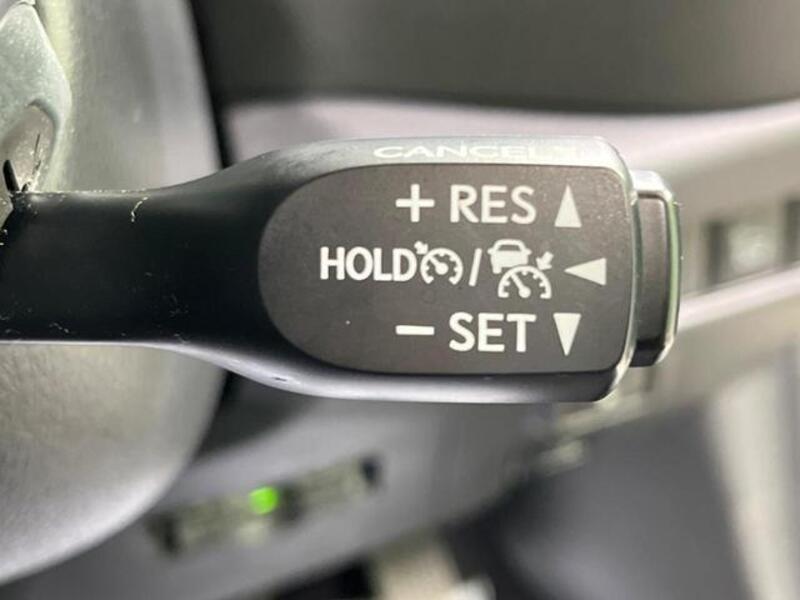 CANCEL
+ RES ▲
HOLD / ◀
− SET ▼